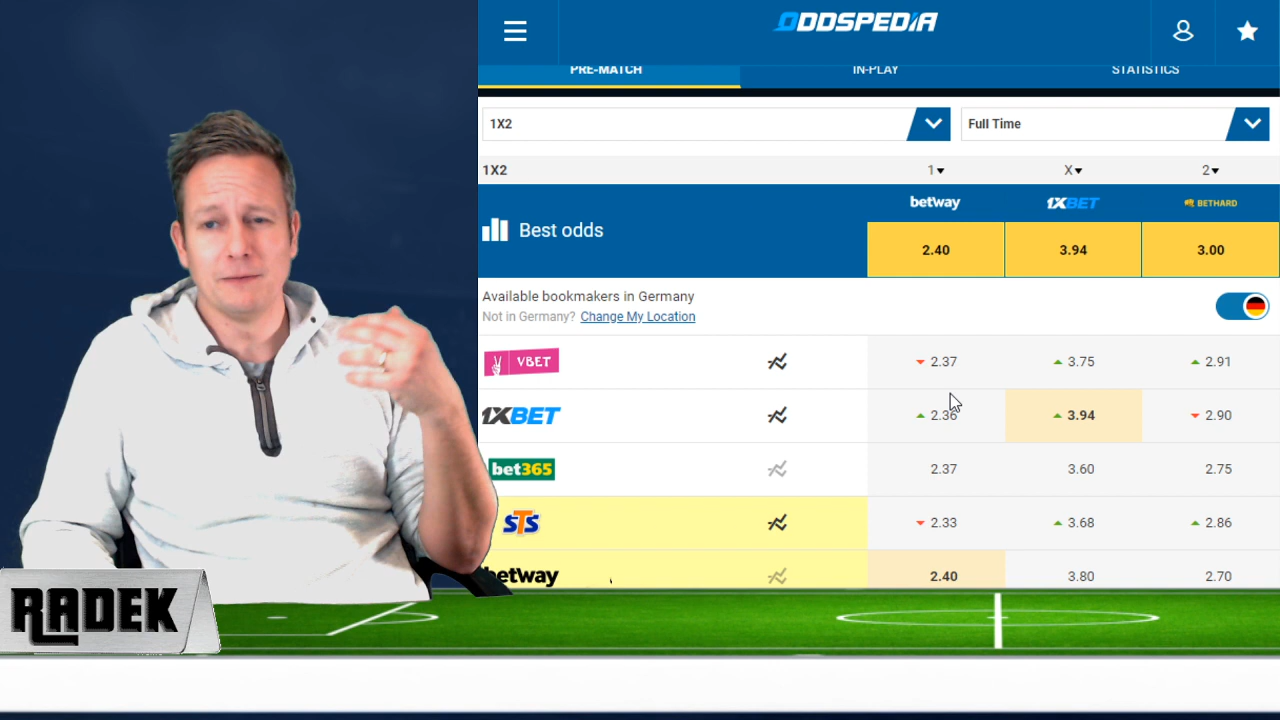 ODDSPEDIA
PRE-MATCH IN-PLAY STATISTICS
1X2 Full Time
1X2 1 X 2
betway 1XBET BETHARD
Best odds 2.40 3.94 3.00
Available bookmakers in Germany
Not in Germany? Change My Location
VBET 2.37 3.75 2.91
1XBET 2.36 3.94 2.90
bet365 2.37 3.60 2.75
STS 2.33 3.68 2.86
betway 2.40 3.80 2.70
RADEK